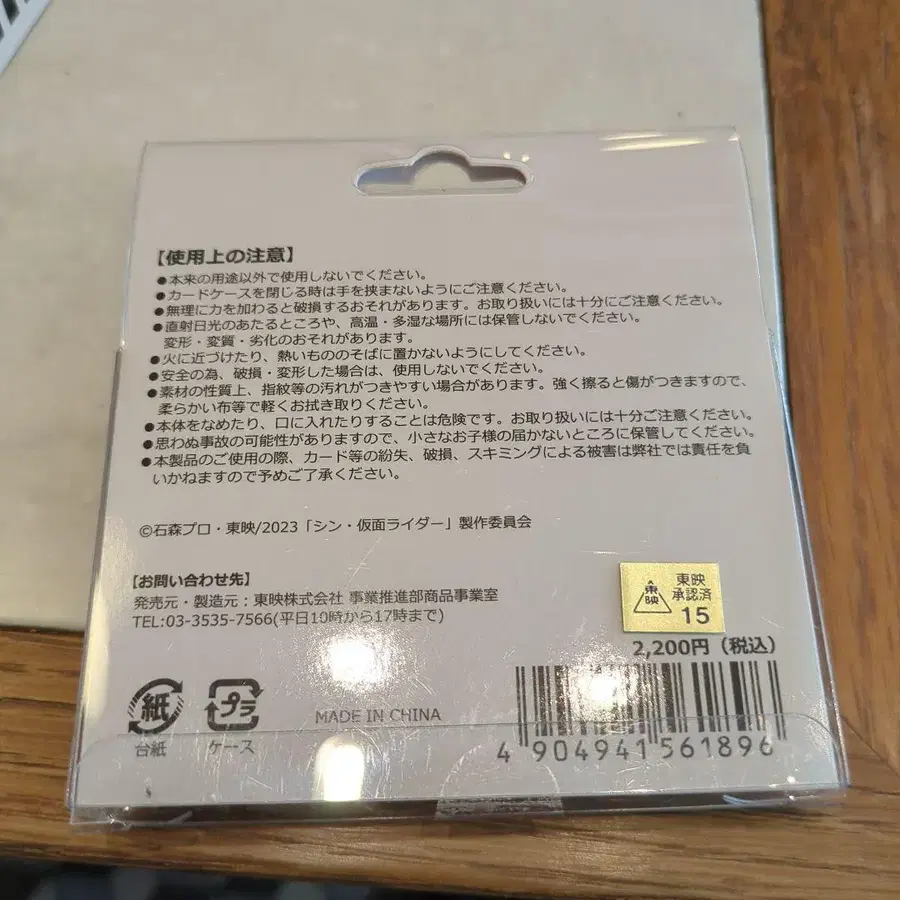 【使用上の注意】
●本来の用途以外で使用しないでください。
●カードケースを閉じる時は手を挟まないようにご注意ください。
●無理に力を加わると破損するおそれがあります。お取り扱いには十分にご注意ください。
●直射日光のあたるところや、高温・多湿な場所には保管しないでください。
変形・変質・劣化のおそれがあります。
●火に近づけたり、熱いもののそばに置かないようにしてください。
●安全の為、破損・変形した場合は、使用しないでください。
●素材の性質上、指紋等の汚れがつきやすい場合があります。強く擦ると傷がつきますので、
柔らかい布等で軽くお拭き取りください。
●本体をなめたり、口に入れたりすることは危険です。お取り扱いには十分ご注意ください。
●思わぬ事故の可能性がありますので、小さなお子様の届かないところに保管してください。
●本製品のご使用の際、カード等の紛失、破損、スキミングによる被害は弊社では責任を負
いかねますので予めご了承ください。
©石森プロ・東映/2023「シン・仮面ライダー」製作委員会
【お問い合わせ先】
発売元・製造元：東映株式会社 事業推進部商品事業室
TEL:03-3535-7566(平日10時から17時まで)
東映
東映
承認済
15
2,200円（税込）
紙
台紙
プラ
ケース
MADE IN CHINA
4 904941 561896